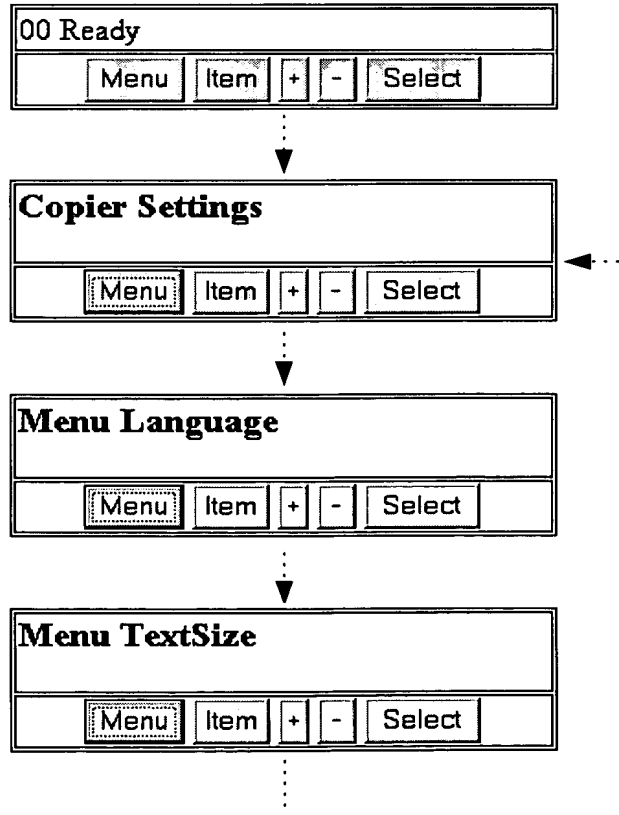 00 Ready
Menu Item + - Select
Copier Settings
Menu Item + - Select
Menu Language
Menu Item + - Select
Menu TextSize
Menu Item + - Select